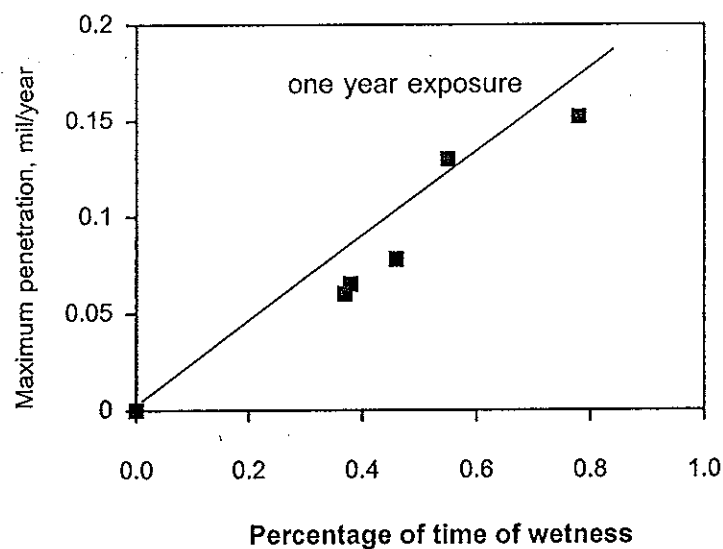 0.2
one year exposure
0.15
0.1
0.05
0
Maximum penetration, mil/year
0.0 0.2 0.4 0.6 0.8 1.0
Percentage of time of wetness